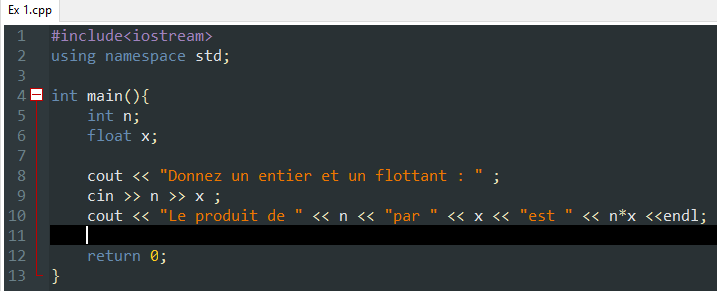 Ex 1.cpp
1 #include<iostream>
2 using namespace std;
3
4 int main(){
5 int n;
6 float x;
7
8 cout << "Donnez un entier et un flottant : " ;
9 cin >> n >> x ;
10 cout << "Le produit de " << n << "par " << x << "est " << n*x <<endl;
11
12 return 0;
13 }